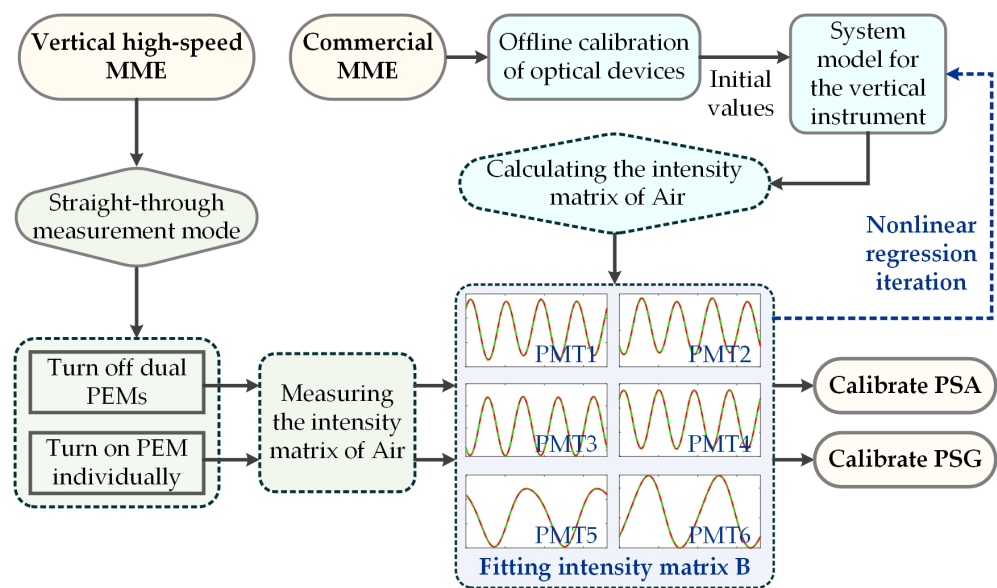 Vertical high-speed
MME
Commercial
MME
Offline calibration
of optical devices
Initial
values
System
model for
the vertical
instrument
Calculating the intensity
matrix of Air
Straight-through
measurement mode
Nonlinear
regression
iteration
Turn off dual
PEMs
Turn on PEM
individually
Measuring
the intensity
matrix of Air
PMT1
PMT2
PMT3
PMT4
PMT5
PMT6
Fitting intensity matrix B
Calibrate PSA
Calibrate PSG